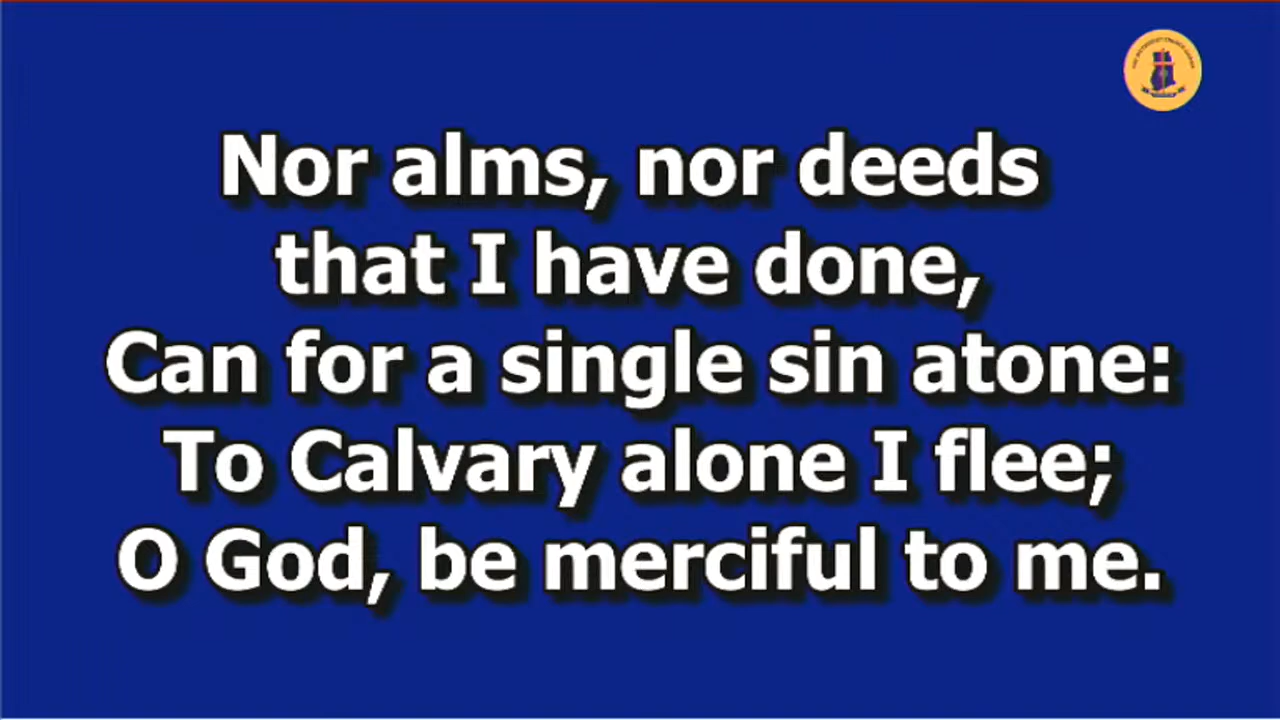 Nor alms, nor deeds
that I have done,
Can for a single sin atone:
To Calvary alone I flee;
O God, be merciful to me.